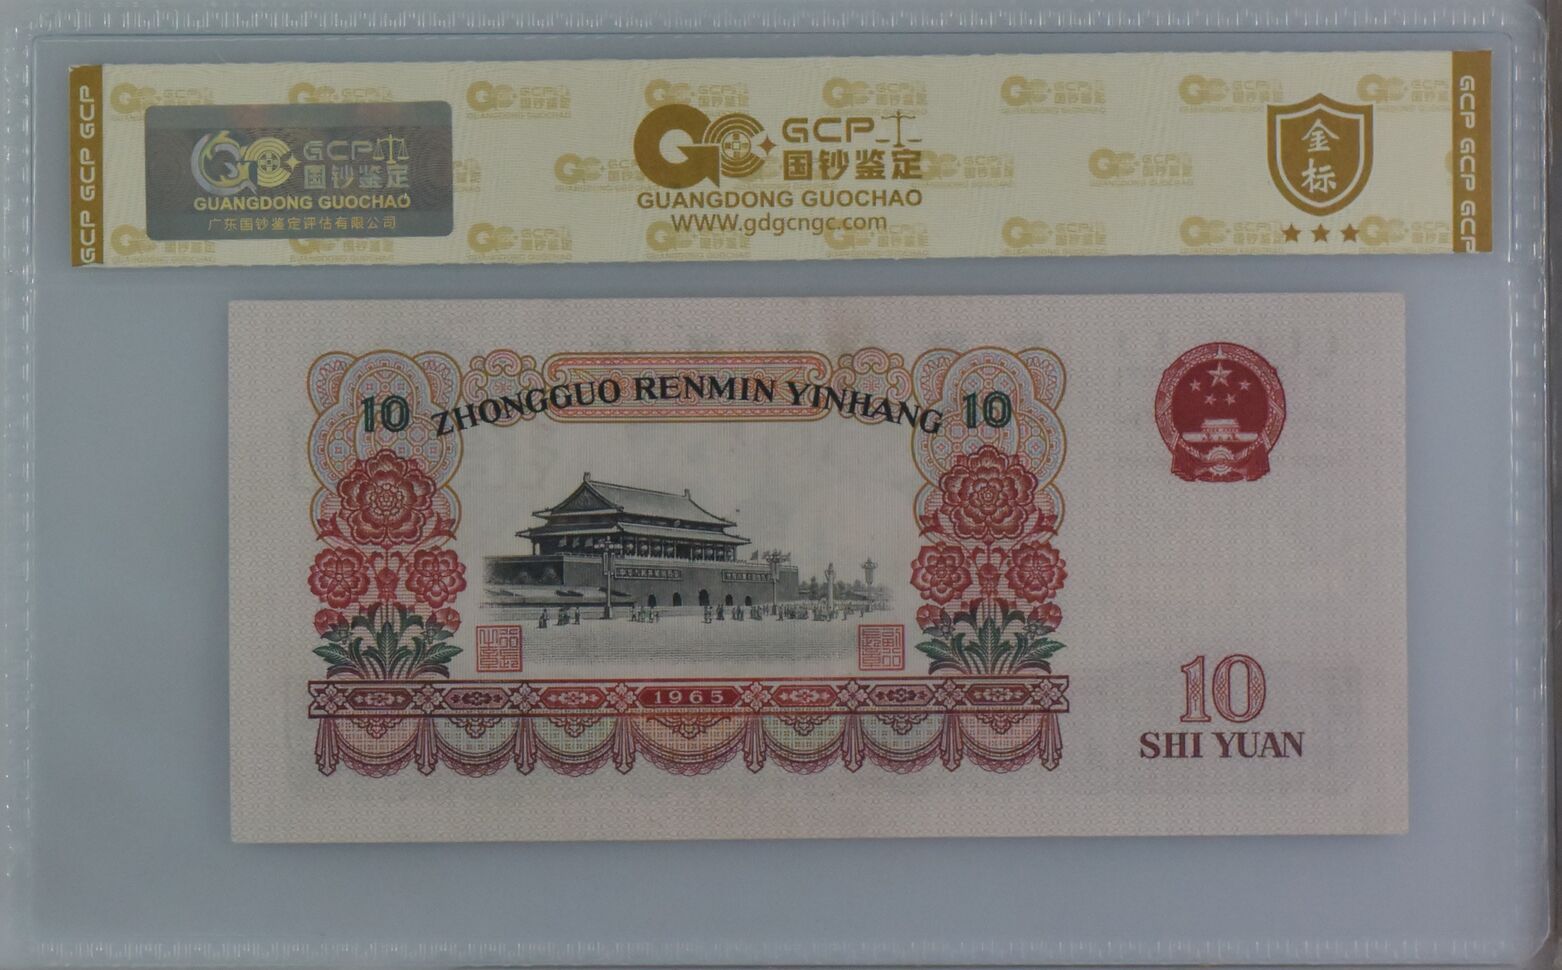 GCP GCP GCP
GCP
国钞鉴定
GUANGDONG GUOCHAO
广东国钞鉴定评估有限公司
GCP
国钞鉴定
GUANGDONG GUOCHAO
WWW.gdgcngc.com
金标
GCP GCP GCP
10 ZHONGGUO RENMIN YINHANG 10
1965
10
SHI YUAN